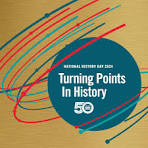 NATIONAL HISTORY DAY 2024
Turning Points
In History
50